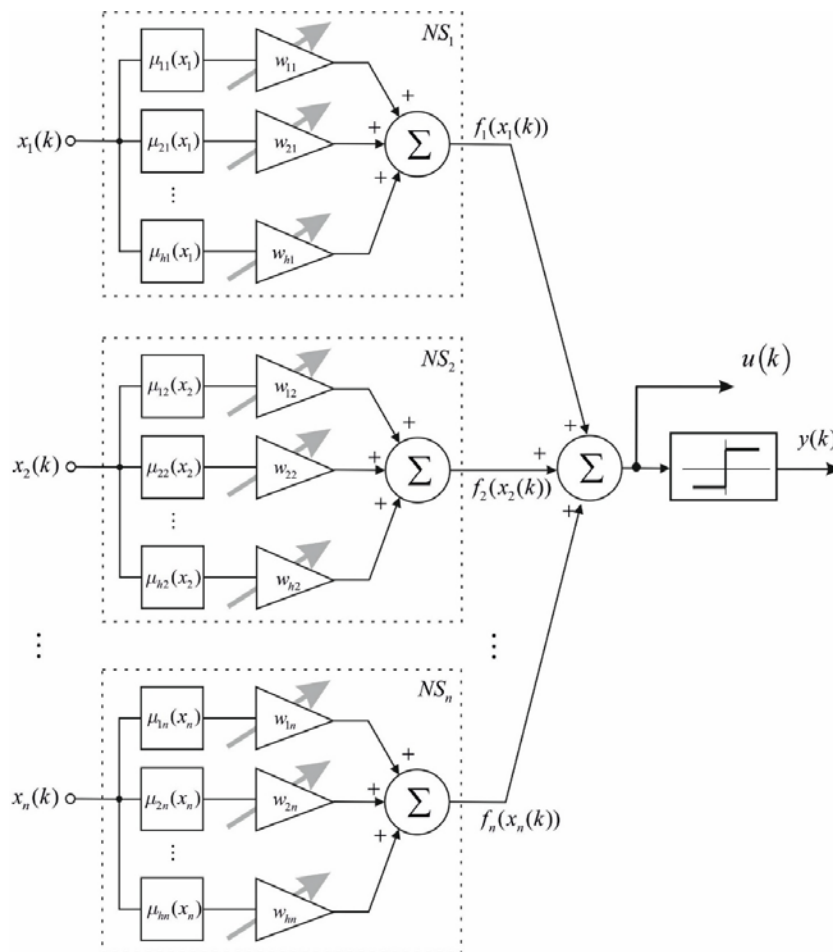 NS₁
μ₁₁(x₁)
w₁₁
+
x₁(k)
μ₂₁(x₁)
w₂₁
+
Σ
f₁(x₁(k))
⋮
+
μₕ₁(x₁)
wₕ₁
NS₂
μ₁₂(x₂)
w₁₂
+
u(k)
x₂(k)
μ₂₂(x₂)
w₂₂
+
Σ
f₂(x₂(k))
+
+
Σ
+
y(k)
⋮
+
μₕ₂(x₂)
wₕ₂
⋮
⋮
NSₙ
μ₁ₙ(xₙ)
w₁ₙ
+
xₙ(k)
μ₂ₙ(xₙ)
w₂ₙ
+
Σ
fₙ(xₙ(k))
⋮
+
μₕₙ(xₙ)
wₕₙ